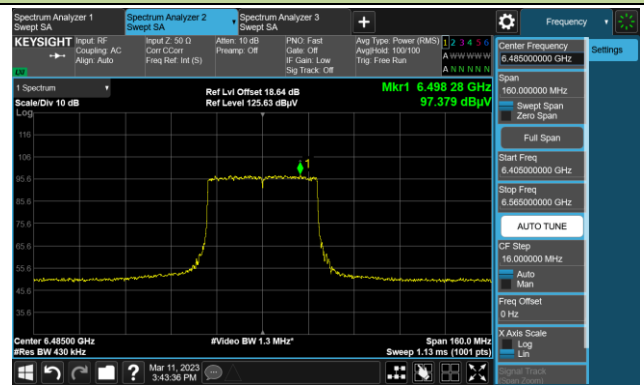 Spectrum Analyzer 1
Swept SA
Spectrum Analyzer 2
Swept SA
Spectrum Analyzer 3
Swept SA
+
Frequency
KEYSIGHT
Input: RF
Coupling: AC
Align: Auto
Input Z: 50 Ω
Corr CCorr
Freq Ref: Int (S)
Atten: 10 dB
Preamp: Off
PNO: Fast
Gate: Off
IF Gain: Low
Sig Track: Off
Avg Type: Power (RMS)
Avg|Hold: 100/100
Trig: Free Run
1 2 3 4 5 6
A W W W W W
A N N N N N
1 Spectrum
Scale/Div 10 dB
Log
Ref Lvl Offset 18.64 dB
Ref Level 125.63 dBµV
Mkr1 6.498 28 GHz
97.379 dBµV
116
106
95.6
85.6
75.6
65.6
55.6
45.6
35.6
1
Center 6.48500 GHz
#Res BW 430 kHz
#Video BW 1.3 MHz*
Span 160.0 MHz
Sweep 1.13 ms (1001 pts)
Center Frequency
6.485000000 GHz
Settings
Span
160.000000 MHz
Swept Span
Zero Span
Full Span
Start Freq
6.405000000 GHz
Stop Freq
6.565000000 GHz
AUTO TUNE
CF Step
16.000000 MHz
Auto
Man
Freq Offset
0 Hz
X Axis Scale
Log
Lin
Signal Track
(Span Zoom)
?
Mar 11, 2023
3:43:36 PM